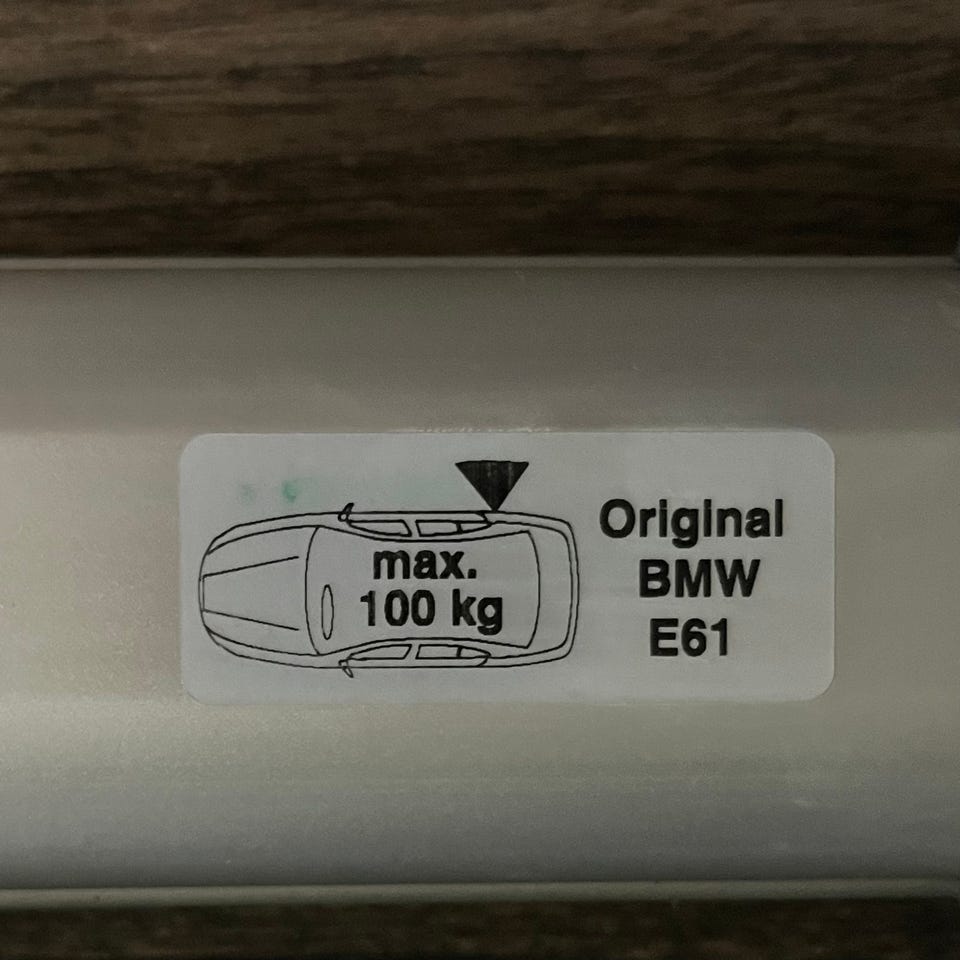 max.
100 kg
Original
BMW
E61